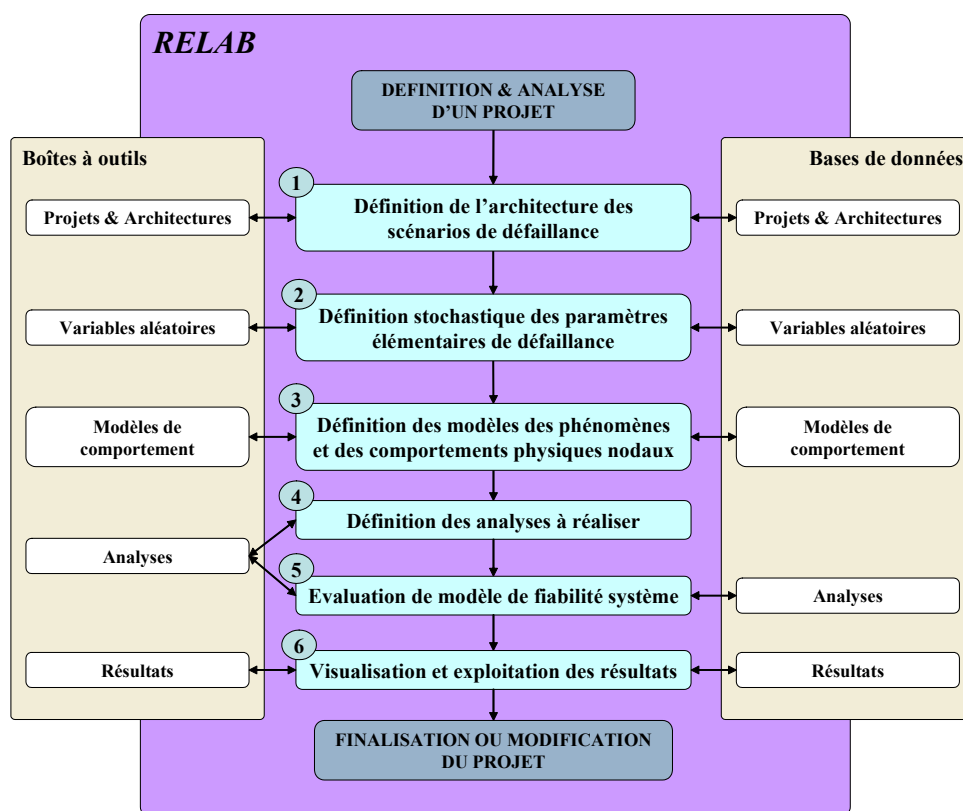 RELAB
DEFINITION & ANALYSE
D'UN PROJET
Boîtes à outils
Bases de données
1
Projets & Architectures
Définition de l'architecture des
scénarios de défaillance
Projets & Architectures
2
Variables aléatoires
Définition stochastique des paramètres
élémentaires de défaillance
Variables aléatoires
3
Modèles de
comportement
Définition des modèles des phénomènes
et des comportements physiques nodaux
Modèles de
comportement
4
Définition des analyses à réaliser
Analyses
5
Evaluation de modèle de fiabilité système
Analyses
6
Résultats
Visualisation et exploitation des résultats
Résultats
FINALISATION OU MODIFICATION
DU PROJET